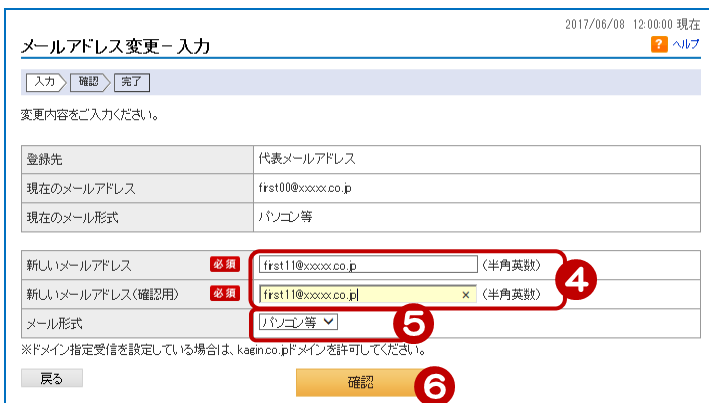 2017/06/08 12:00:00 現在
メールアドレス変更－入力
? ヘルプ
入力 確認 完了
変更内容をご入力ください。
登録先 代表メールアドレス
現在のメールアドレス first00@xxxxx.co.jp
現在のメール形式 パソコン等
新しいメールアドレス 必須 first11@xxxxx.co.jp (半角英数)
新しいメールアドレス(確認用) 必須 first11@xxxxx.co.jp × (半角英数)
4
メール形式 パソコン等 5
※ドメイン指定受信を設定している場合は、kagin.co.jpドメインを許可してください。
戻る 確認 6